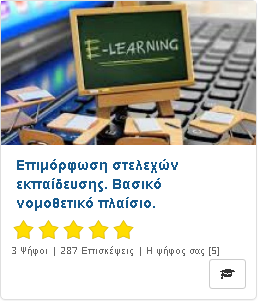 E-LEARNING
Επιμόρφωση στελεχών
εκπαίδευσης. Βασικό
νομοθετικό πλαίσιο.
3 Ψήφοι | 287 Επισκέψεις | Η ψήφος σας [5]